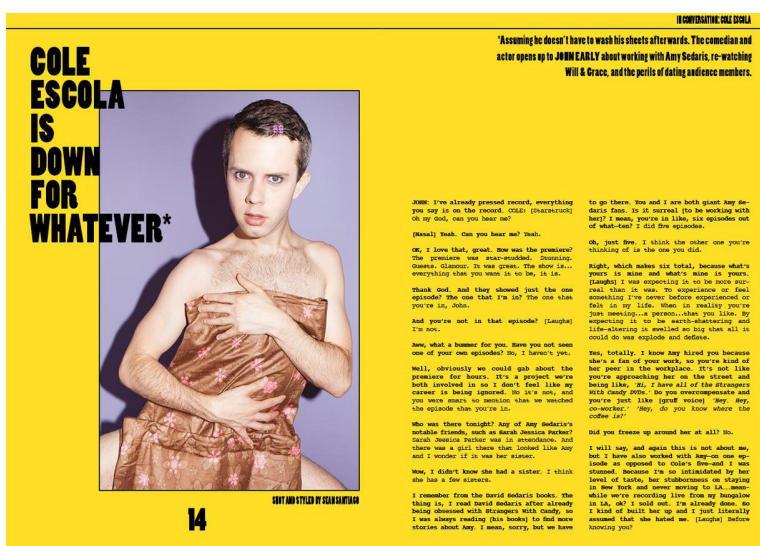 IN CONVERSATION: COLE ESCOLA
COLE
ESCOLA
IS
DOWN
FOR
WHATEVER*
*Assuming he doesn't have to wash his sheets afterwards. The comedian and
actor opens up to JOHN EARLY about working with Amy Sedaris, re-watching
Will & Grace, and the perils of dating audience members.
JOHN: I've already pressed record, everything
you say is on the record. COLE: [Starstruck]
Oh my God, can you hear me?
[Nasal] Yeah. Can you hear me? Yeah.
OK, I love that, great. How was the premiere?
The premiere was star-studded. Stunning.
Guests. Glamour. It was great. The show is...
everything that you want it to be, it is.
Thank God. And they showed just the one
episode? The one that I'm in? The one that
you're in, John.
And you're not in that episode? [Laughs]
I'm not.
Aww, what a bummer for you. Have you not seen
one of your own episodes? No, I haven't yet.
Well, obviously we could gab about the
premiere for hours. It's a project we're
both involved in so I don't feel like my
career is being ignored. No it's not, and
you were smart to mention that we watched
the episode that you're in.
Who was there tonight? Any of Amy Sedaris's
notable friends, such as Sarah Jessica Parker?
Sarah Jessica Parker was in attendance. And
there was a girl there that looked like Amy
and I wonder if it was her sister.
Wow, I didn't know she had a sister. I think
she has a few sisters.
I remember from the David Sedaris books. The
thing is, I read David Sedaris after already
being obsessed with Strangers With Candy, so
I was always reading [his books] to find more
stories about Amy. I mean, sorry, but we have
to go there. You and I are both giant Amy Se-
daris fans. Is it surreal [to be working with
her]? I mean, you're in like, six episodes out
of what—ten? I did five episodes.
Oh, just five. I think the other one you're
thinking of is the one you did.
Right, which makes six total, because what's
yours is mine and what's mine is yours.
[Laughs] I was expecting it to be more sur-
real than it was. To experience or feel
something I've never before experienced or
felt in my life. When in reality you're
just meeting...a person...that you like. By
expecting it to be earth-shattering and
life-altering it swelled so big that all it
could do was explode and deflate.
Yes, totally. I know Amy hired you because
she's a fan of your work, so you're kind of
her peer in the workplace. It's not like
you're approaching her on the street and
being like, 'Hi, I have all of the Strangers
With Candy DVDs.' Do you overcompensate and
you're just like [gruff voice] 'Hey. Hey,
co-worker.' 'Hey, do you know where the
coffee is?'
Did you freeze up around her at all? No.
I will say, and again this is not about me,
but I have also worked with Amy—on one ep-
isode as opposed to Cole's five—and I was
stunned. Because I'm so intimidated by her
level of taste, her stubbornness on staying
in New York and never moving to LA...mean-
while we're recording live from my bungalow
in LA, ok? I sold out. I'm already done. So
I kind of built her up and I just literally
assumed that she hated me. [Laughs] Before
knowing you?
SHOT AND STYLED BY SEAN SANTIAGO
14